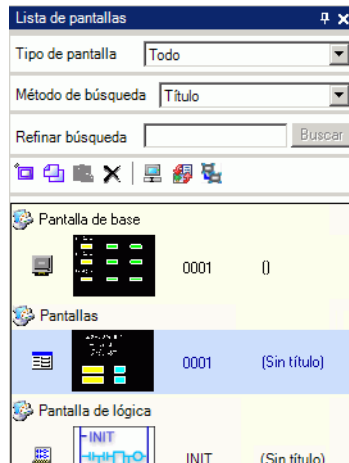 Lista de pantallas
Tipo de pantalla Todo
Método de búsqueda Título
Refinar búsqueda Buscar
Pantalla de base
0001 ()
Pantallas
0001 (Sin título)
Pantalla de lógica
INIT
INIT (Sin título)